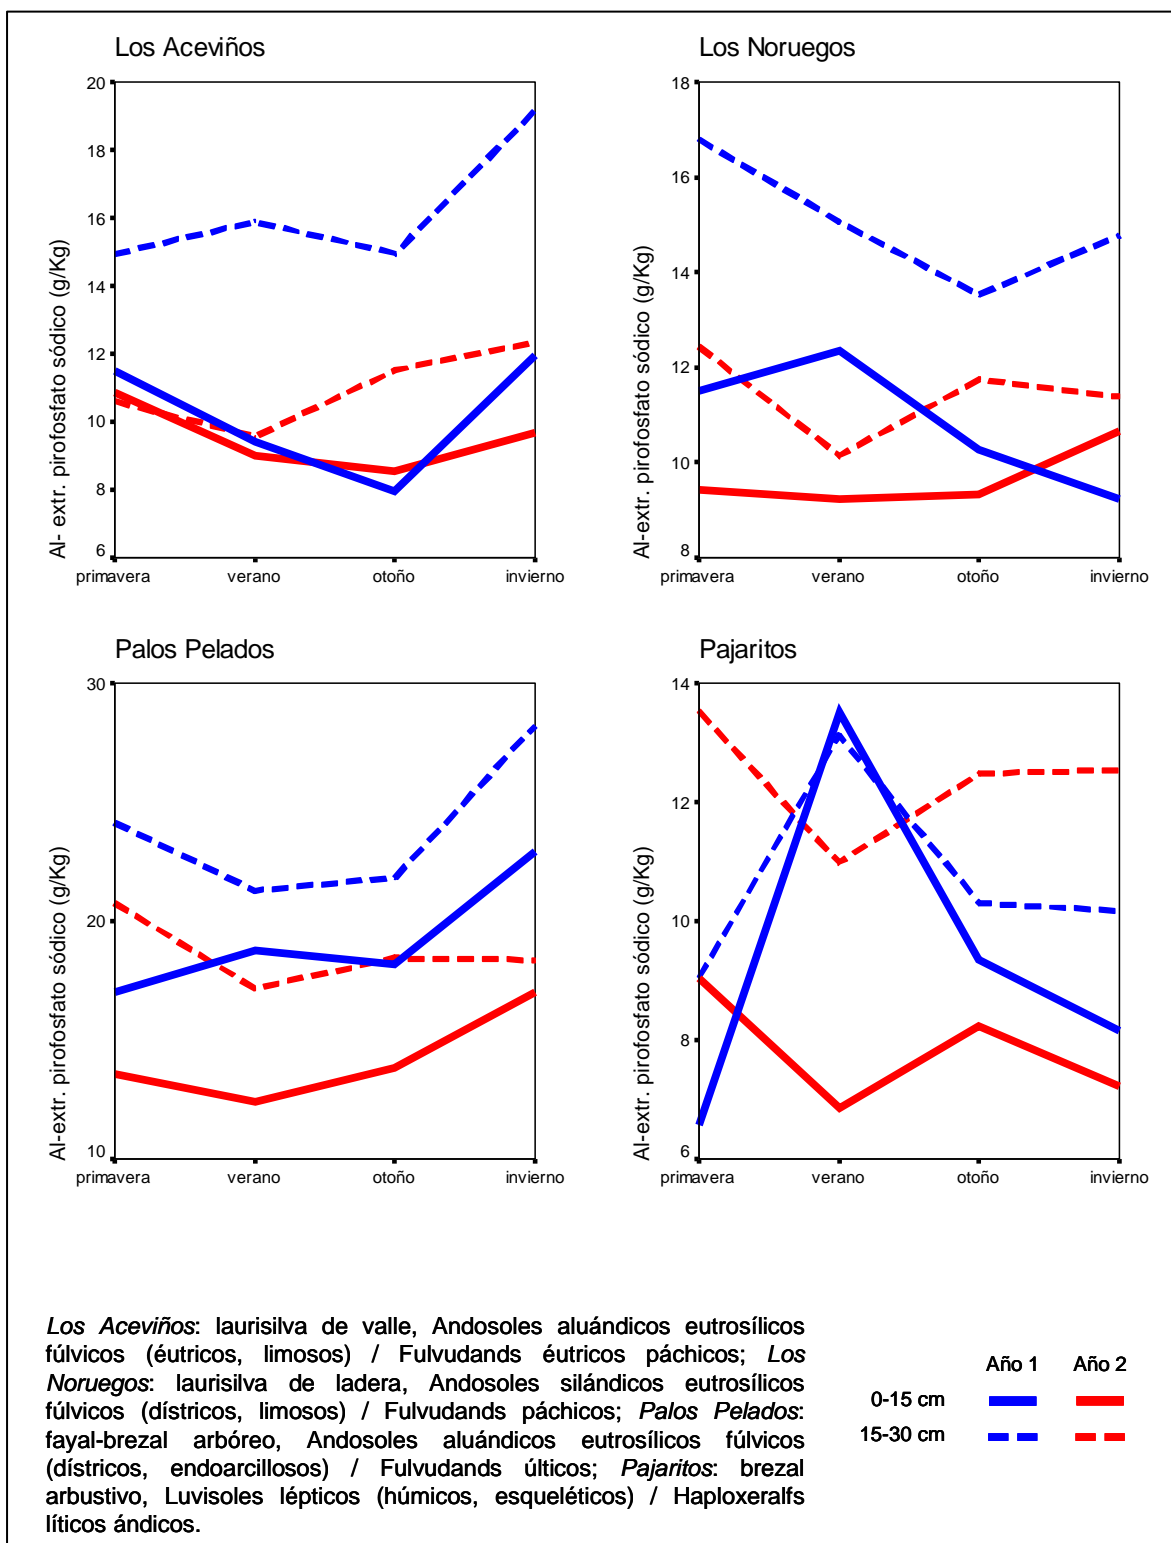 Los Aceviños
Al- extr. pirofosfato sódico (g/Kg)
20
18
16
14
12
10
8
6
primavera verano otoño invierno
Los Noruegos
Al-extr. pirofosfato sódico (g/Kg)
18
16
14
12
10
8
primavera verano otoño invierno
Palos Pelados
Al-extr. pirofosfato sódico (g/Kg)
30
20
10
primavera verano otoño invierno
Pajaritos
Al-extr. pirofosfato sódico (g/Kg)
14
12
10
8
6
primavera verano otoño invierno
Los Aceviños: laurisilva de valle, Andosoles aluándicos eutrosílicos
fúlvicos (éutricos, limosos) / Fulvudands éutricos páchicos; Los
Noruegos: laurisilva de ladera, Andosoles silándicos eutrosílicos
fúlvicos (dístricos, limosos) / Fulvudands páchicos; Palos Pelados:
fayal-brezal arbóreo, Andosoles aluándicos eutrosílicos fúlvicos
(dístricos, endoarcillosos) / Fulvudands últicos; Pajaritos: brezal
arbustivo, Luvisoles lépticos (húmicos, esqueléticos) / Haploxeralfs
líticos ándicos.
Año 1 Año 2
0-15 cm
15-30 cm